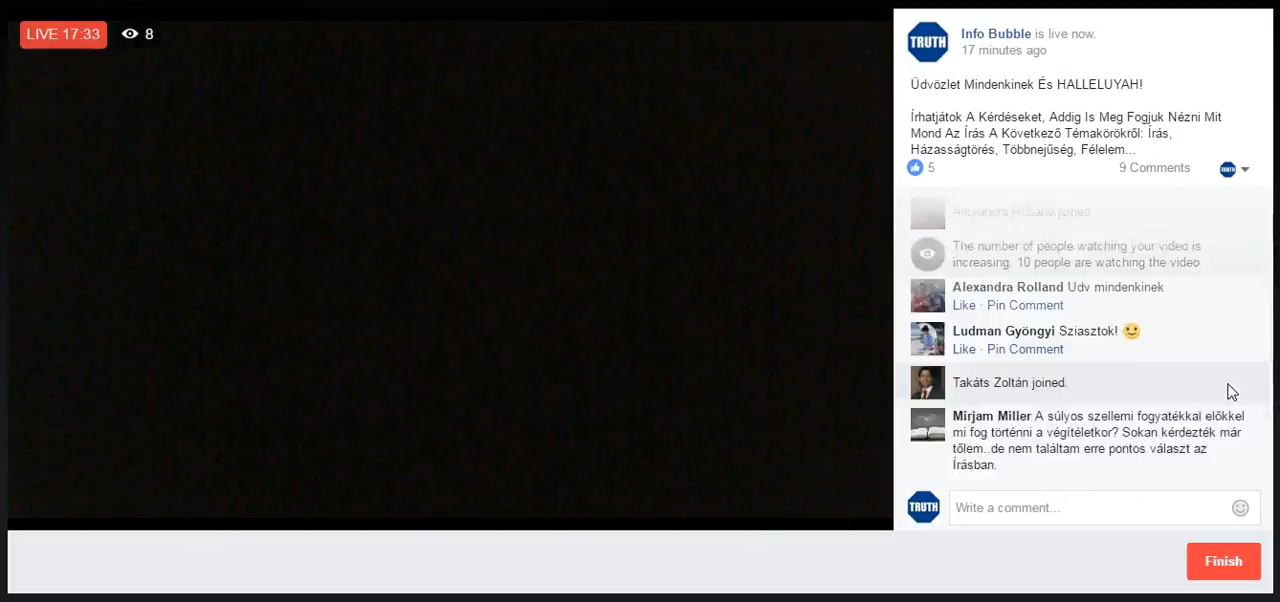 LIVE 17:33
8
TRUTH
Info Bubble is live now.
17 minutes ago
Üdvözlet Mindenkinek És HALLELUYAH!
Írhatjátok A Kérdéseket, Addig Is Meg Fogjuk Nézni Mit
Mond Az Írás A Következő Témakörökről: Írás,
Házasságtörés, Többnejűség, Félelem...
5
9 Comments
TRUTH
joined
The number of people watching your video is
increasing. 10 people are watching the video
Alexandra Rolland Udv mindenkinek
Like · Pin Comment
Ludman Gyöngyi Sziasztok!
Like · Pin Comment
Takáts Zoltán joined.
Mirjam Miller A súlyos szellemi fogyatékkal előkkel
mi fog történni a végítéletkor? Sokan kérdezték már
tőlem..de nem találtam erre pontos választ az
Írásban.
TRUTH
Write a comment...
Finish